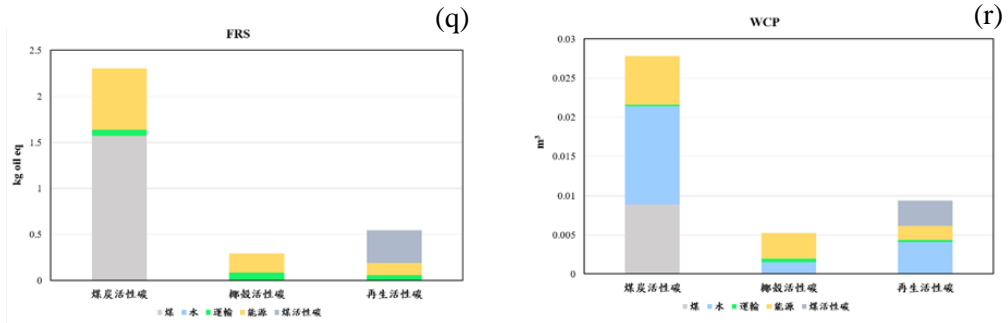 (q)
FRS
2.5
2
1.5
1
0.5
0
kg oil eq
煤炭活性碳 椰殼活性碳 再生活性碳
煤 水 運輸 能源 煤活性碳
(r)
WCP
0.03
0.025
0.02
0.015
0.01
0.005
0
m³
煤炭活性碳 椰殼活性碳 再生活性碳
煤 水 運輸 能源 煤活性碳